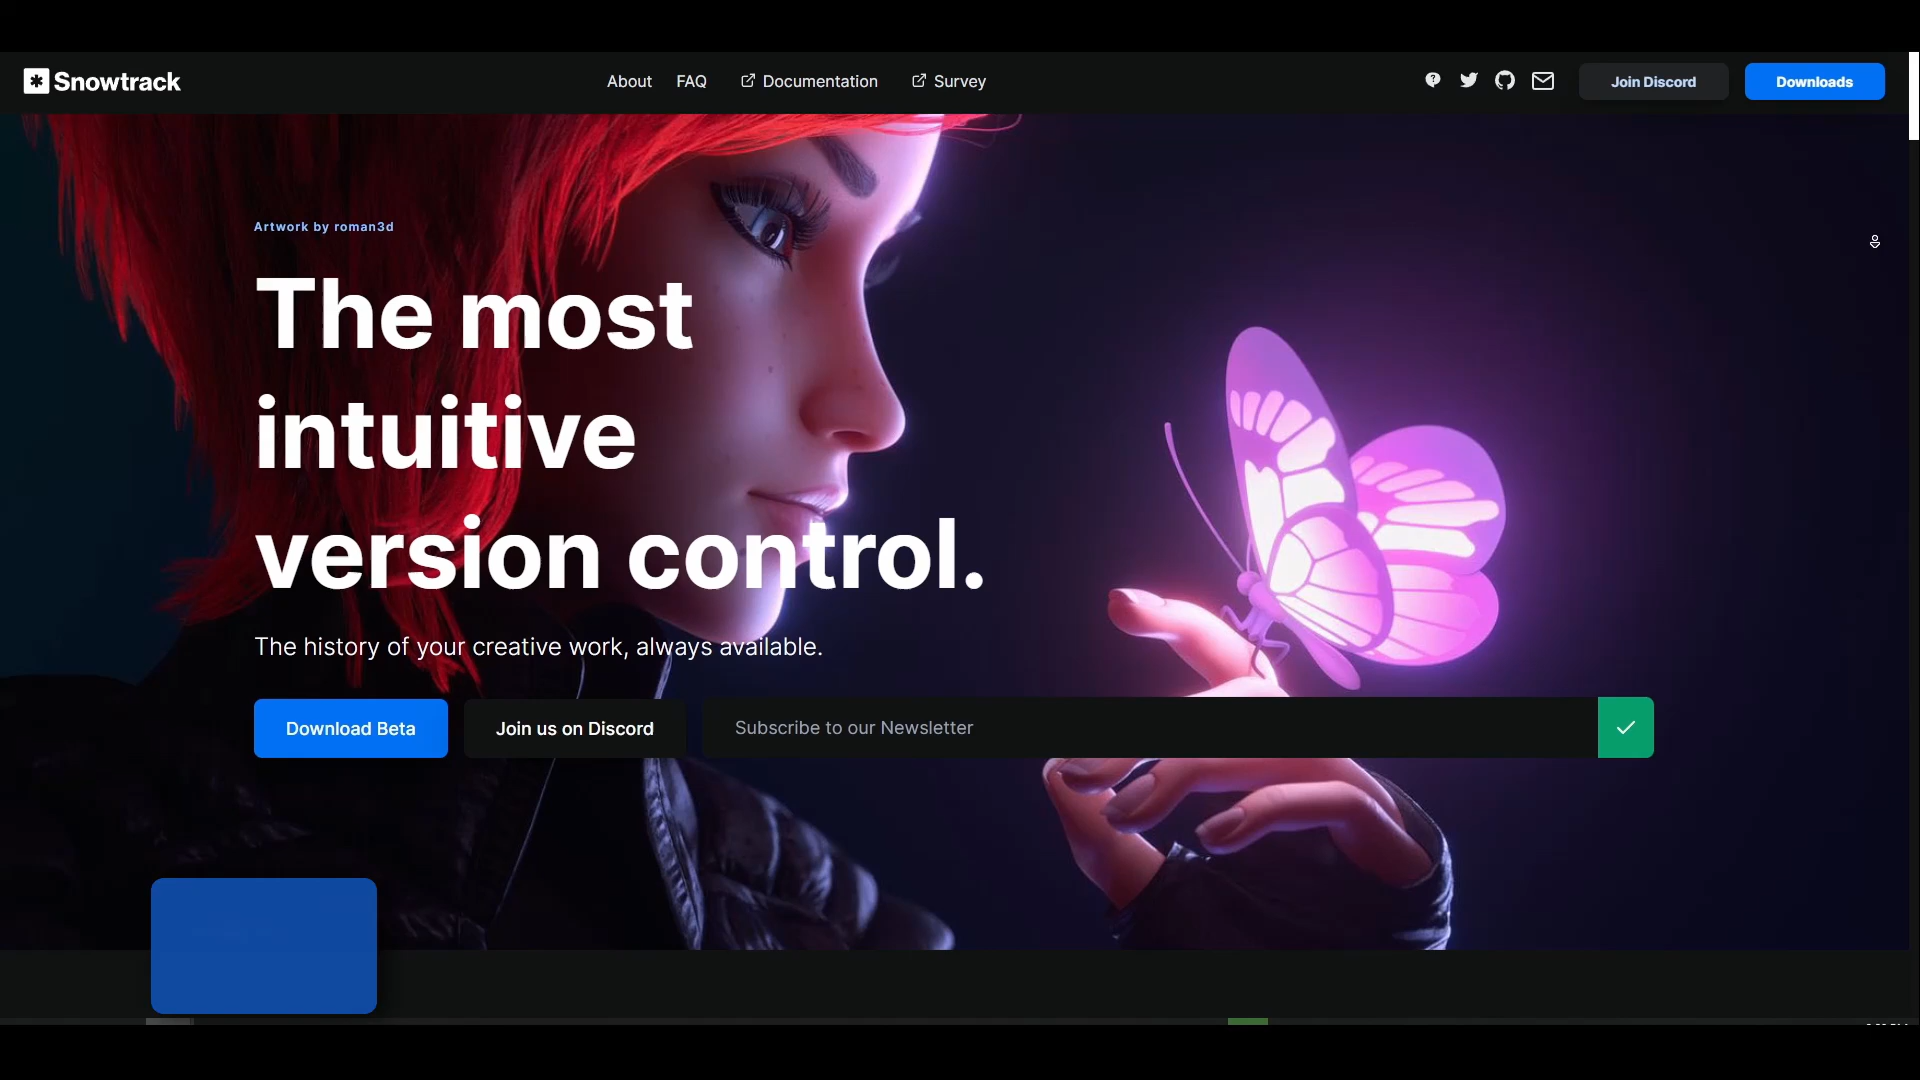 Snowtrack
About
FAQ
Documentation
Survey
Join Discord
Downloads
Artwork by roman3d
The most
intuitive
version control.
The history of your creative work, always available.
Download Beta
Join us on Discord
Subscribe to our Newsletter